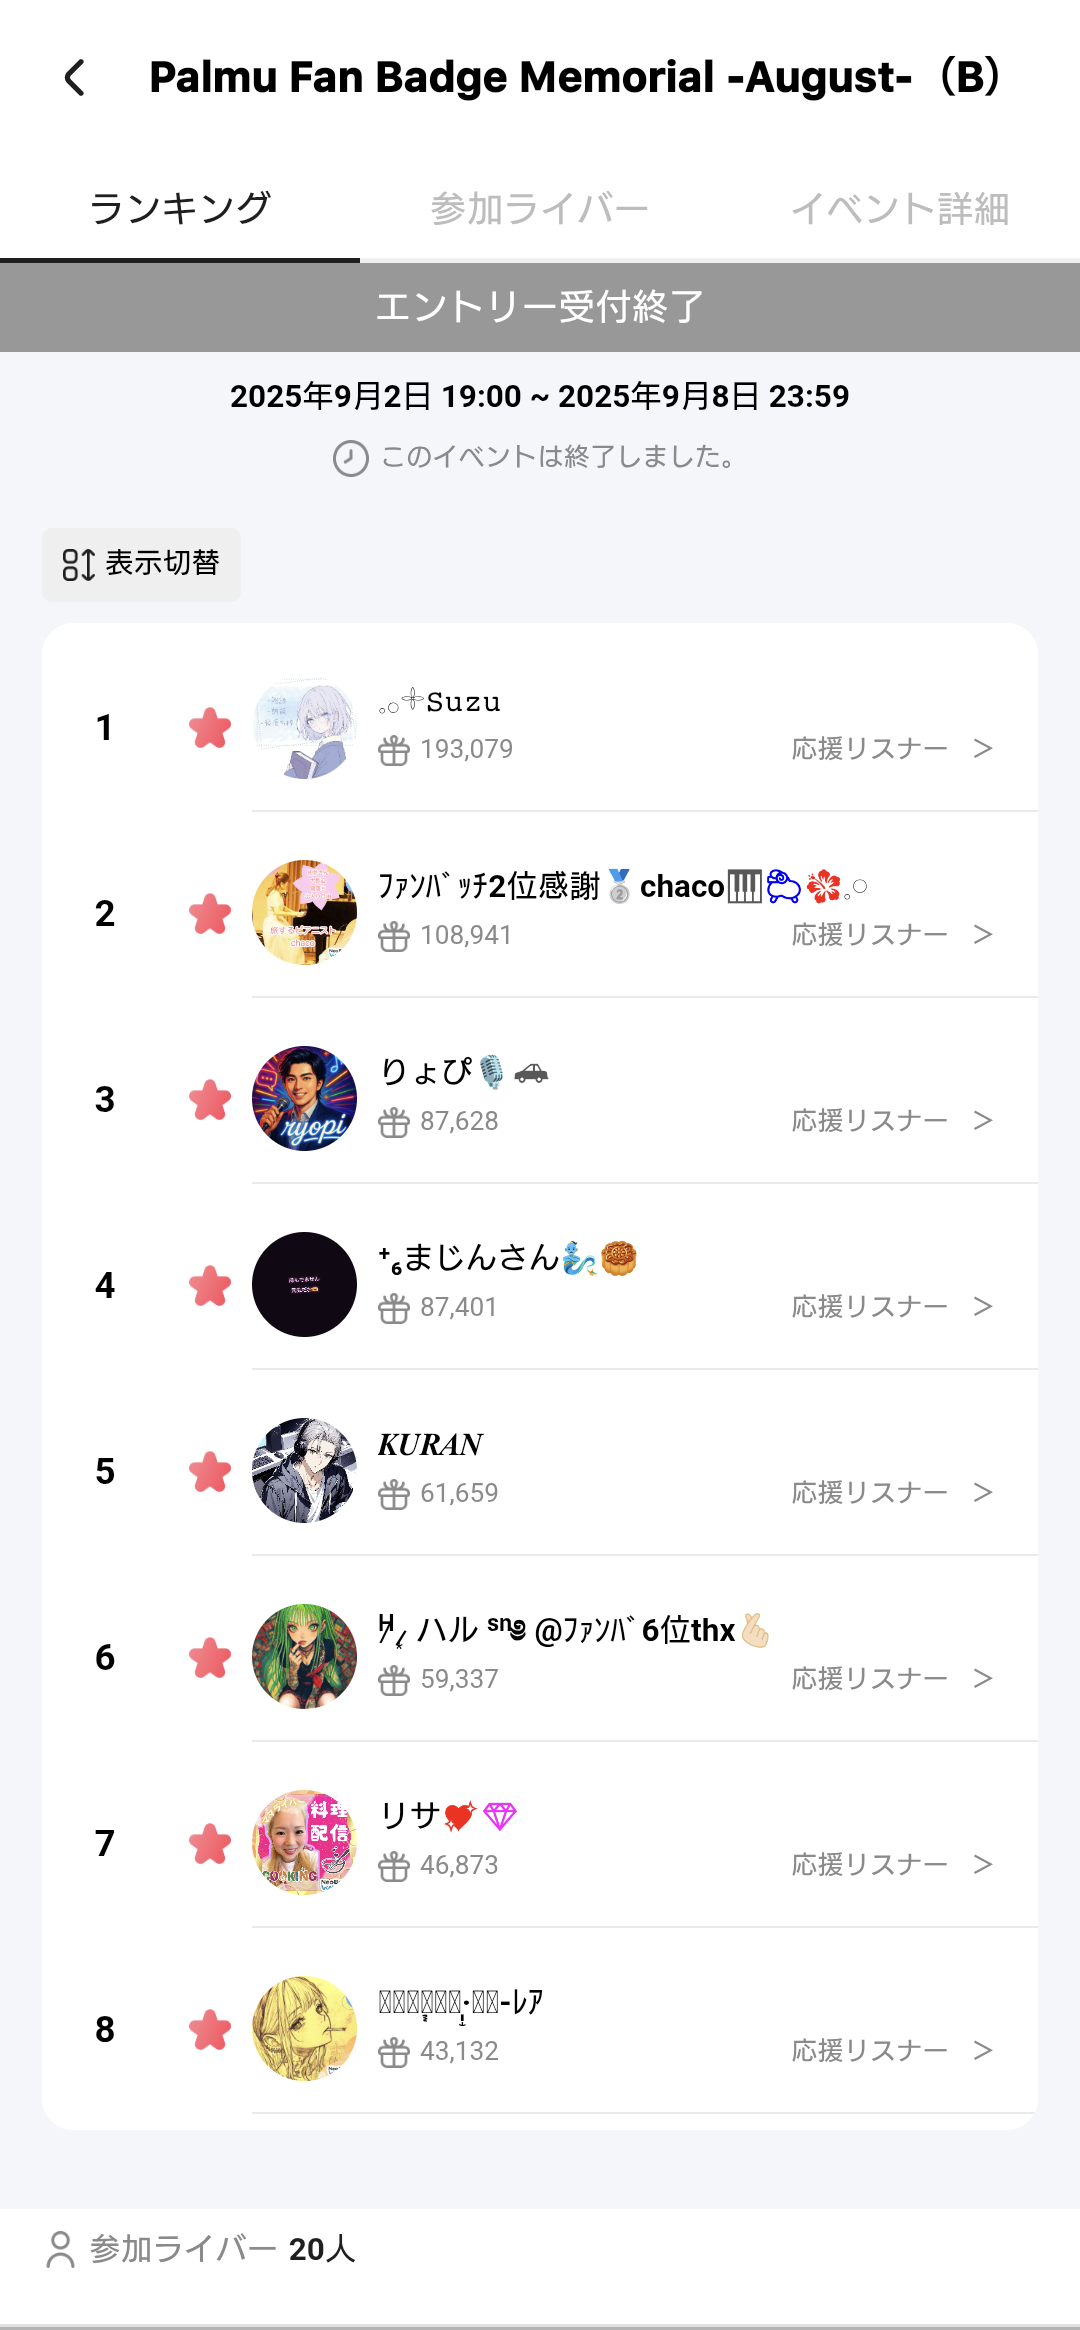 Palmu Fan Badge Memorial -August-（B）
ランキング
参加ライバー
イベント詳細
エントリー受付終了
2025年9月2日 19:00 ~ 2025年9月8日 23:59
このイベントは終了しました。
表示切替
1
𓈒𓏸𓇬𝚂𝚞𝚣𝚞
193,079
応援リスナー >
2
ﾌｧﾝﾊﾞｯﾁ2位感謝🥈chaco🎹🐑🌺𓈒𓏸
108,941
応援リスナー >
3
りょぴ🎙️🚗
ryopi
87,628
応援リスナー >
4
⁺₆まじんさん🧞‍♂️🥮
87,401
応援リスナー >
5
𝑲𝑼𝑹𝑨𝑵
61,659
応援リスナー >
6
ハル @ﾌｧﾝﾊﾞ6位thx🫰🏻
59,337
応援リスナー >
7
リサ💖💎
料理
配信
COOKING
46,873
応援リスナー >
8
-ﾚｱ
43,132
応援リスナー >
参加ライバー 20人